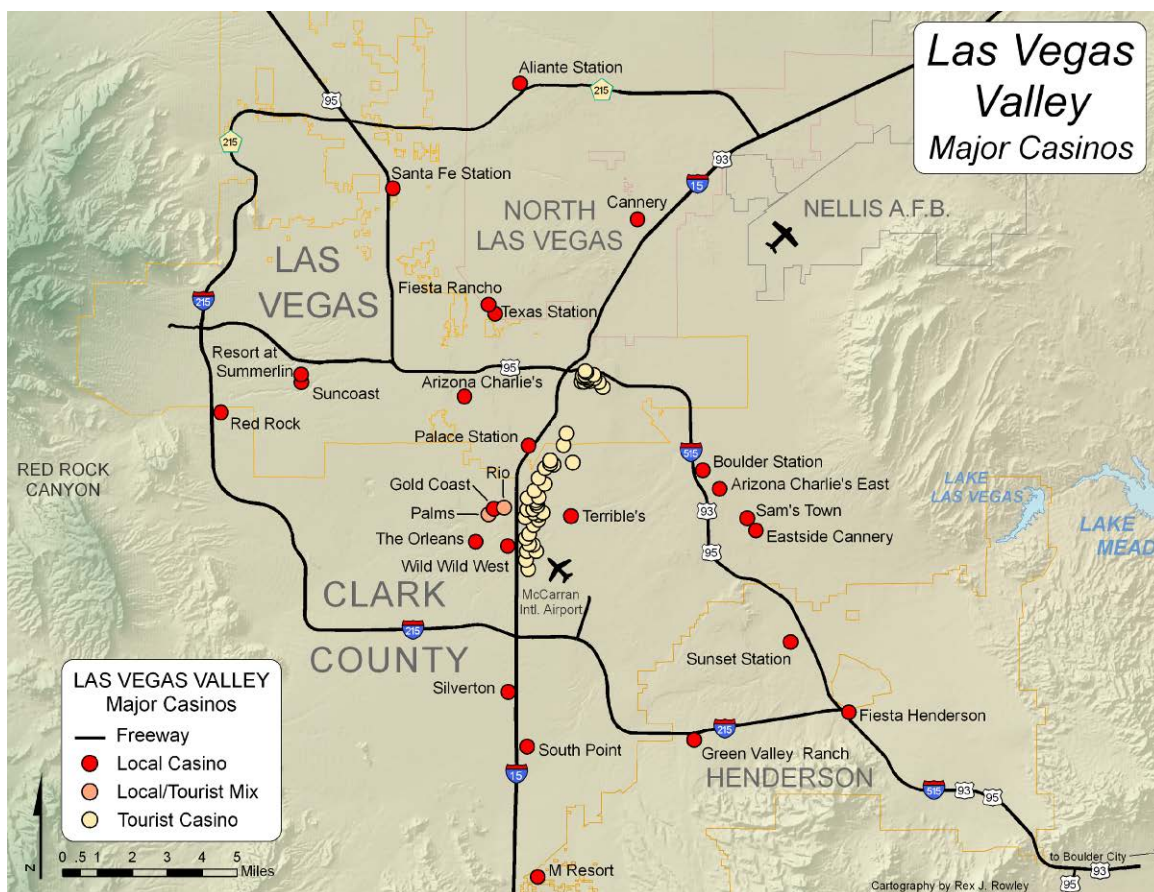 Las Vegas
Valley
Major Casinos
Aliante Station
95
215
215
93
15
Santa Fe Station
Cannery
NORTH
LAS VEGAS
NELLIS A.F.B.
LAS
VEGAS
215
Fiesta Rancho
Texas Station
95
Resort at
Summerlin
Suncoast
Arizona Charlie's
Red Rock
Palace Station
515
Boulder Station
RED ROCK
CANYON
Rio
Gold Coast
Arizona Charlie's East
LAKE
LAS VEGAS
93
Palms
Terrible's
Sam's Town
LAKE
MEAD
The Orleans
Eastside Cannery
95
Wild Wild West
McCarran
Intl. Airport
CLARK
COUNTY
215
Sunset Station
Silverton
Fiesta Henderson
215
South Point
Green Valley Ranch
HENDERSON
15
515
93
95
M Resort
to Boulder City
95
93
LAS VEGAS VALLEY
Major Casinos
Freeway
Local Casino
Local/Tourist Mix
Tourist Casino
N
0 .5 1 2 3 4 5
Miles
Cartography by Rex J. Rowley